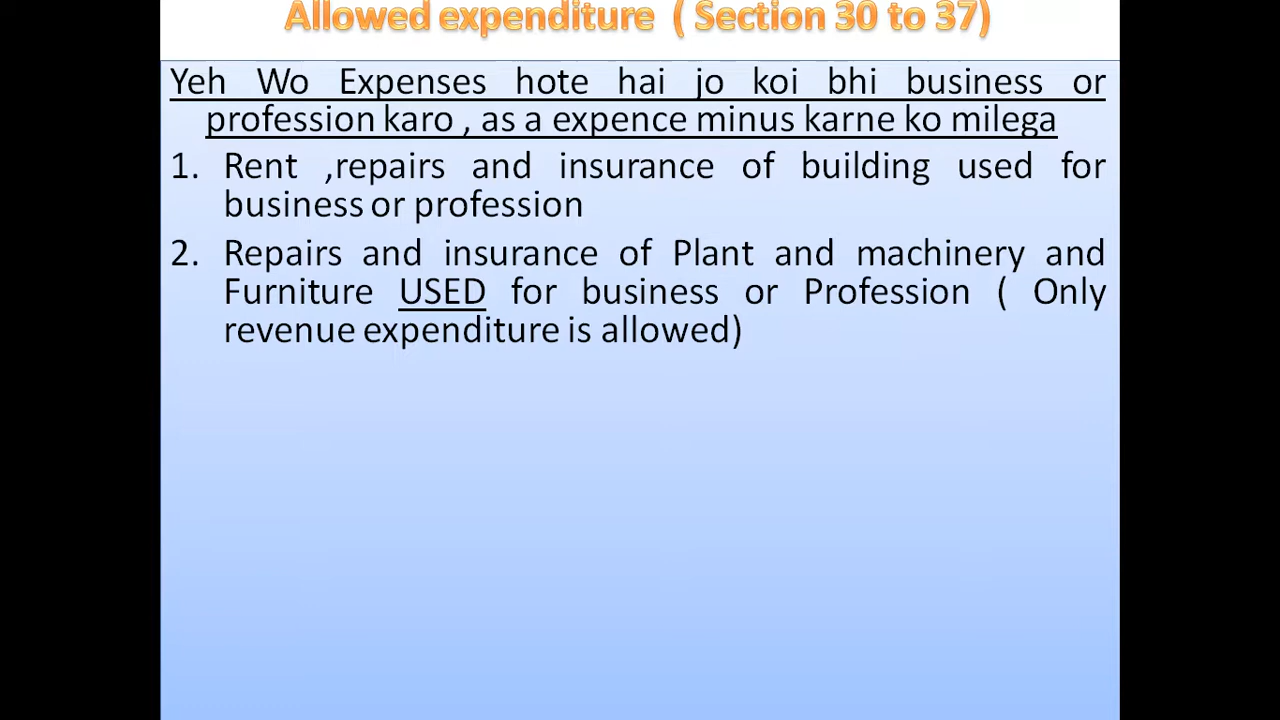 Allowed expenditure ( Section 30 to 37)
Yeh Wo Expenses hote hai jo koi bhi business or
profession karo , as a expence minus karne ko milega
1. Rent ,repairs and insurance of building used for
business or profession
2. Repairs and insurance of Plant and machinery and
Furniture USED for business or Profession ( Only
revenue expenditure is allowed)